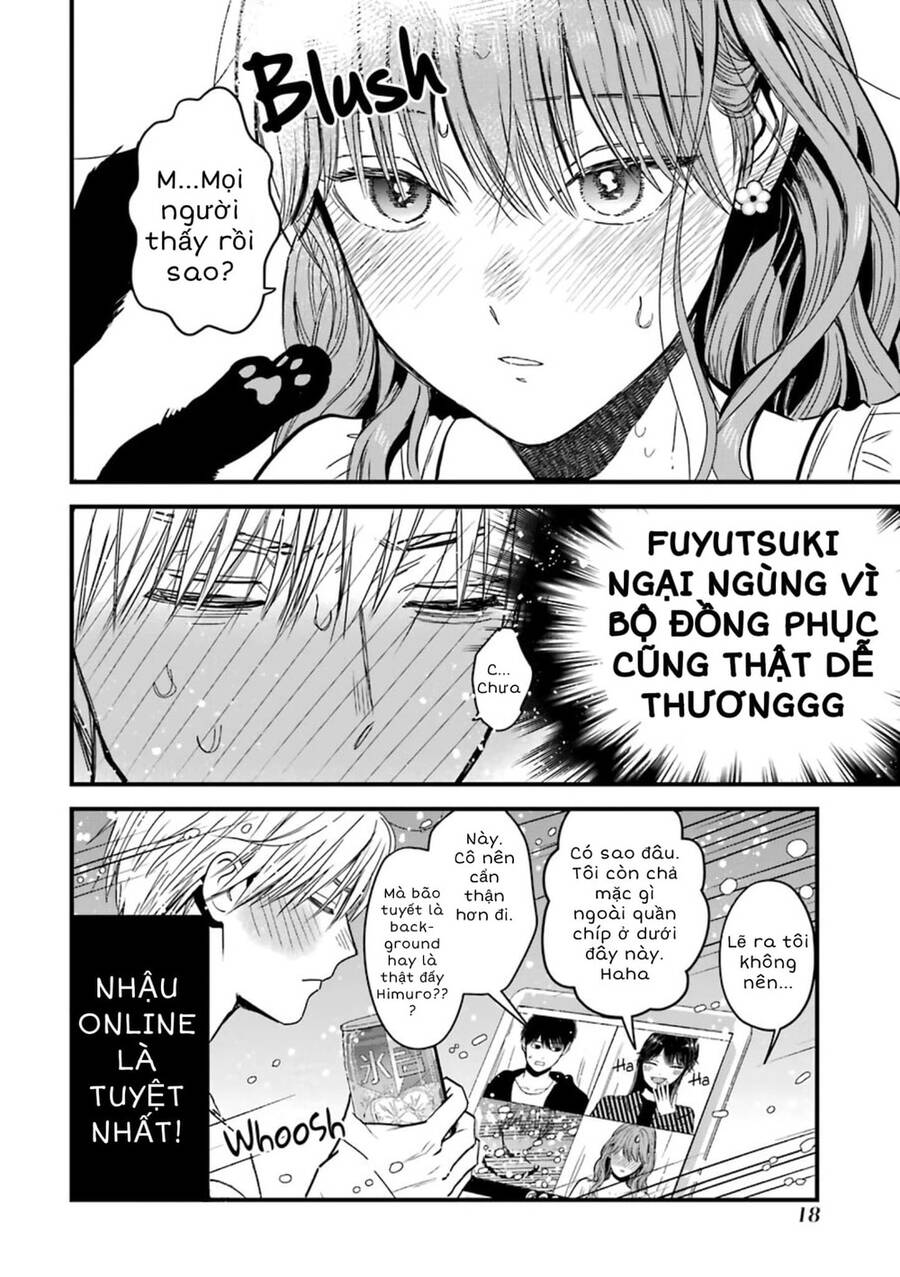 Blush
M...Mọi
người
thấy rồi
sao?
FUYUTSUKI
NGẠI NGÙNG VÌ
BỘ ĐỒNG PHỤC
CŨNG THẬT DỄ
THƯƠNGGG
C...
Chưa
Lẽ ra tôi
không
nên...
Có sao đâu.
Tôi còn chả
mặc gì
ngoài quần
chíp ở dưới
đây này.
Haha
Này.
Cô nên
cẩn
thận
hơn đi.
Mà bão
tuyết là
back-
ground
hay là
thật đấy
Himuro??
?
Ha
Ha
氷結
Whoosh
NHẬU
ONLINE
LÀ
TUYỆT
NHẤT!
18